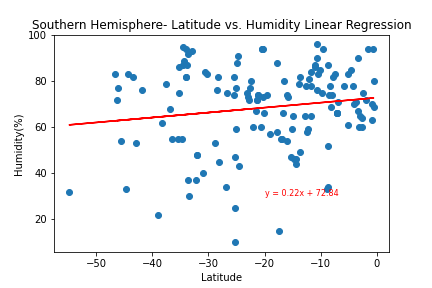 Southern Hemisphere- Latitude vs. Humidity Linear Regression
100
80
60
40
20
Humidity(%)
y = 0.22x + 72.84
−50
−40
−30
−20
−10
0
Latitude